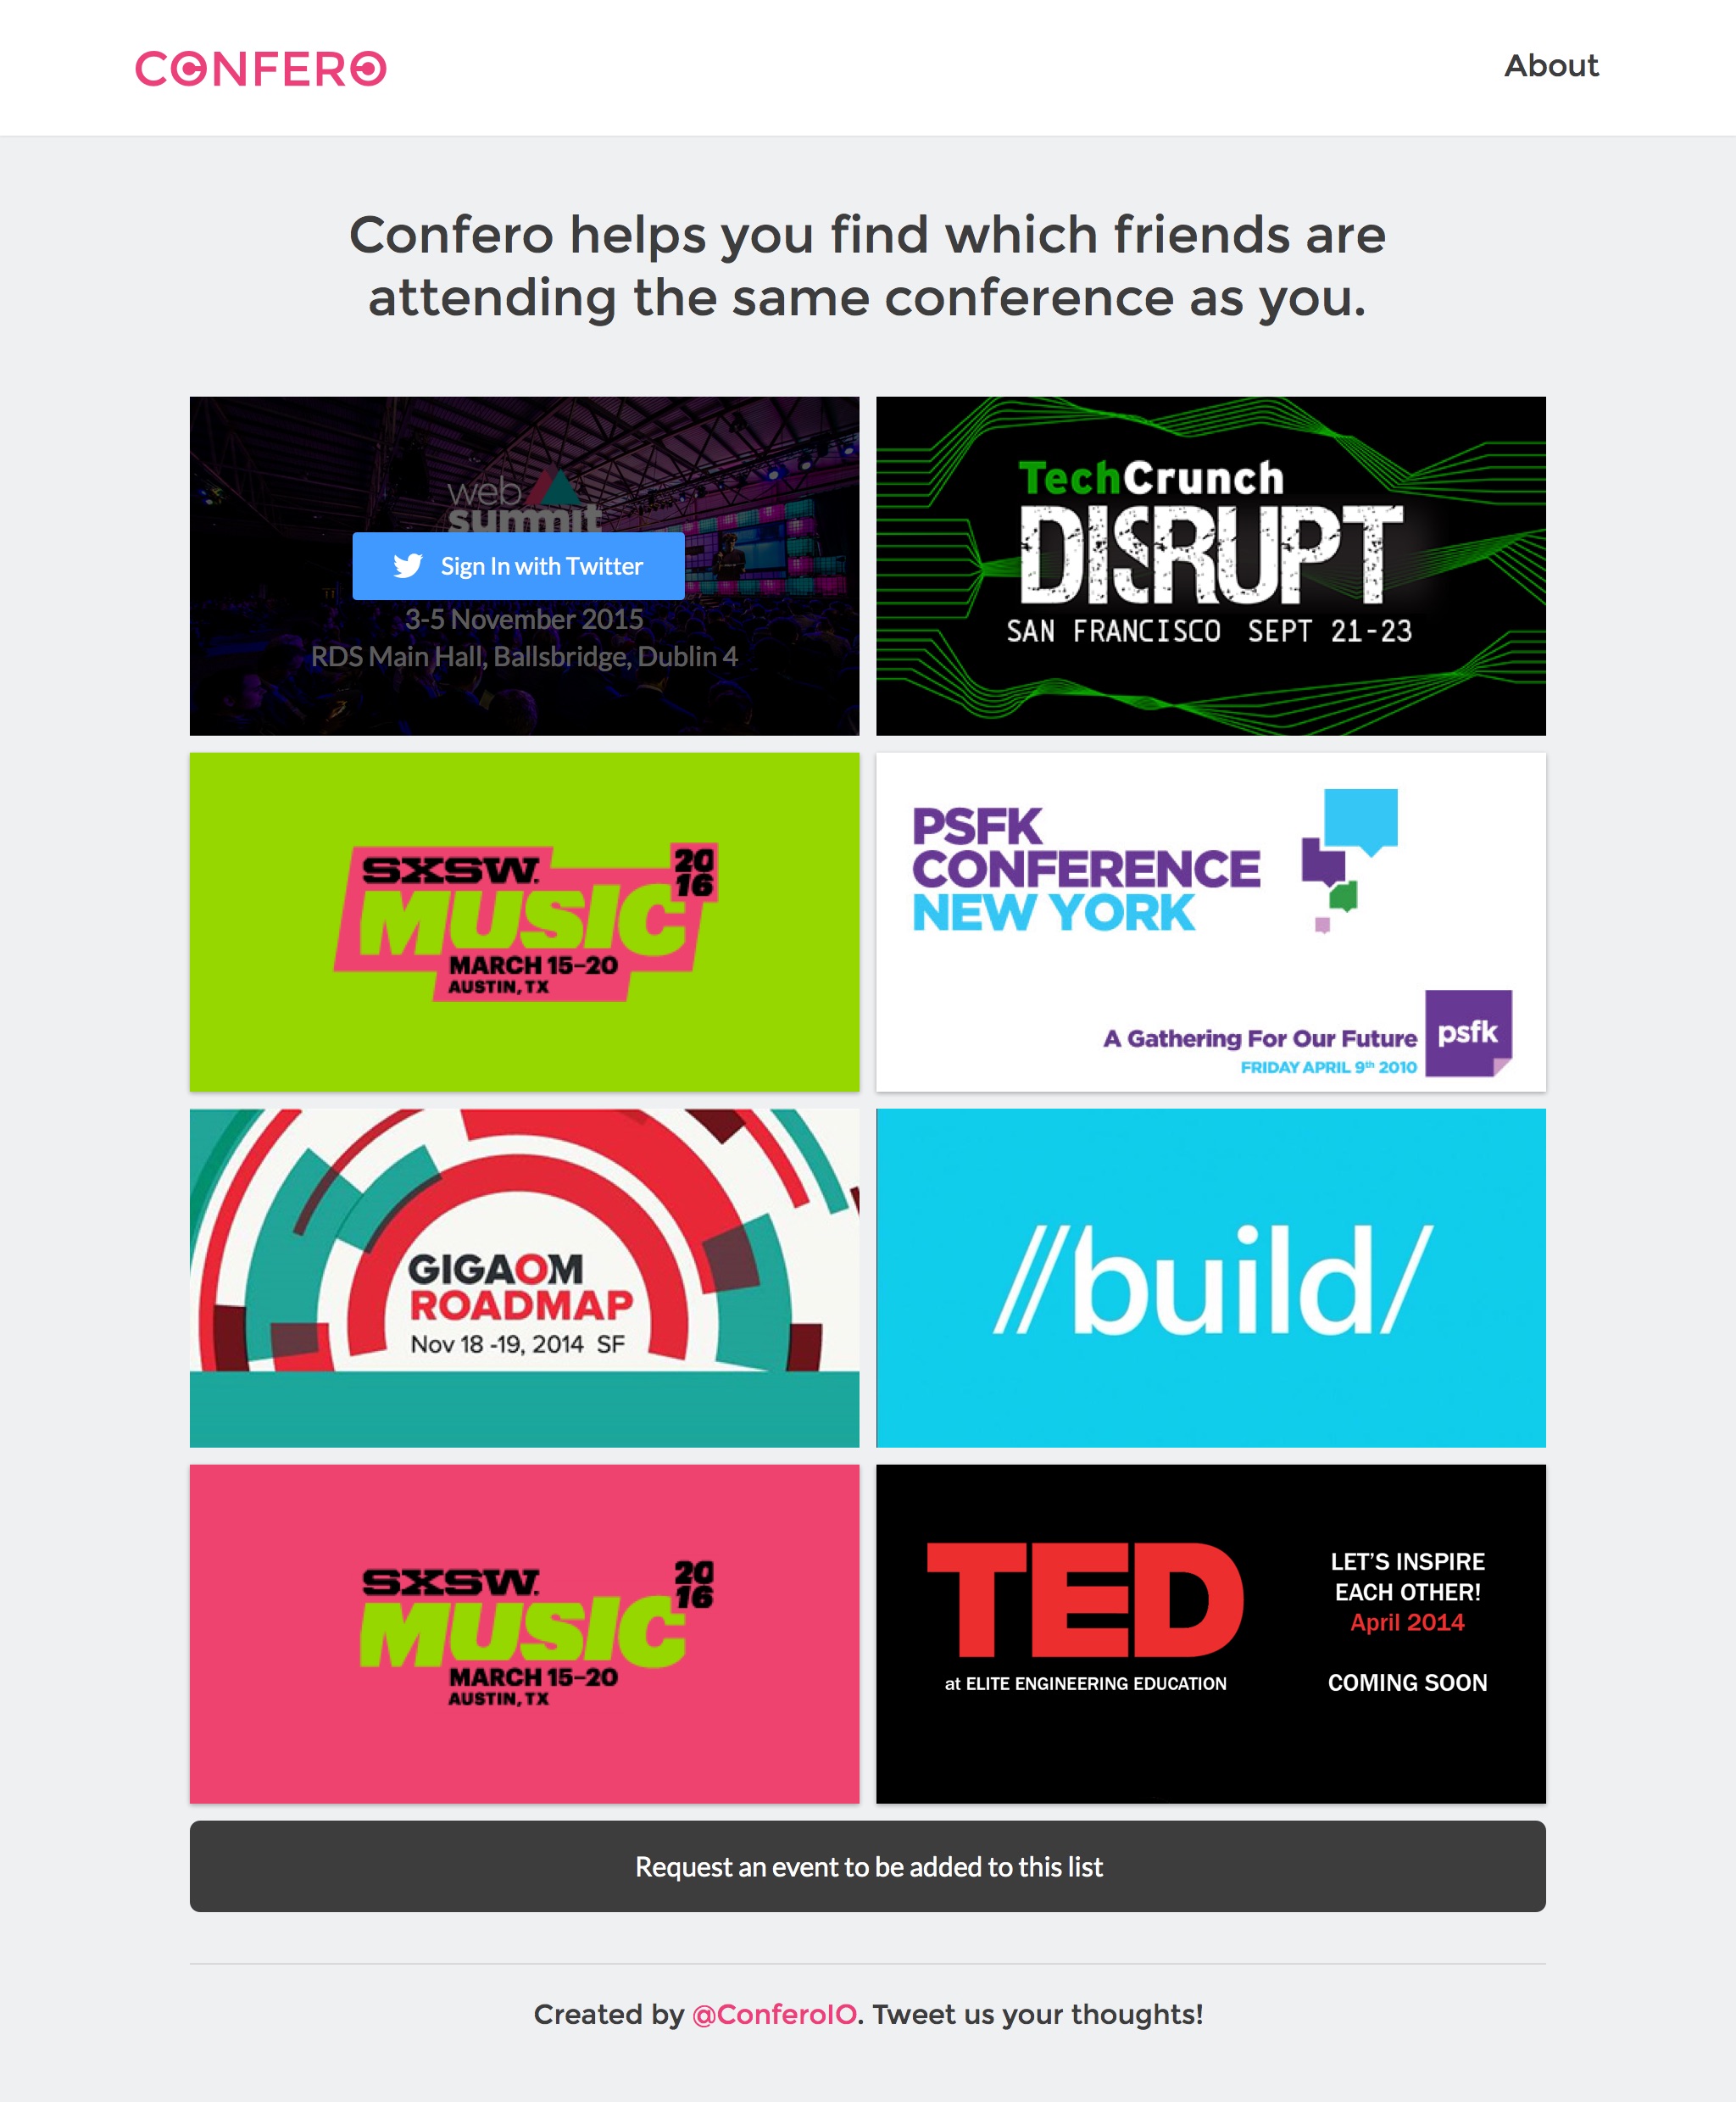 CONFERO
About
Confero helps you find which friends are
attending the same conference as you.
web
summit
Sign In with Twitter
3-5 November 2015
RDS Main Hall, Ballsbridge, Dublin 4
TechCrunch
DISRUPT
SAN FRANCISCO SEPT 21-23
SXSW.
MUSIC
20
16
MARCH 15-20
AUSTIN, TX
PSFK
CONFERENCE
NEW YORK
A Gathering For Our Future
FRIDAY APRIL 9th 2010
psfk
GIGAOM
ROADMAP
Nov 18 -19, 2014 SF
//build/
SXSW.
MUSIC
20
16
MARCH 15-20
AUSTIN, TX
TED
at ELITE ENGINEERING EDUCATION
LET'S INSPIRE
EACH OTHER!
April 2014
COMING SOON
Request an event to be added to this list
Created by @ConferoIO. Tweet us your thoughts!